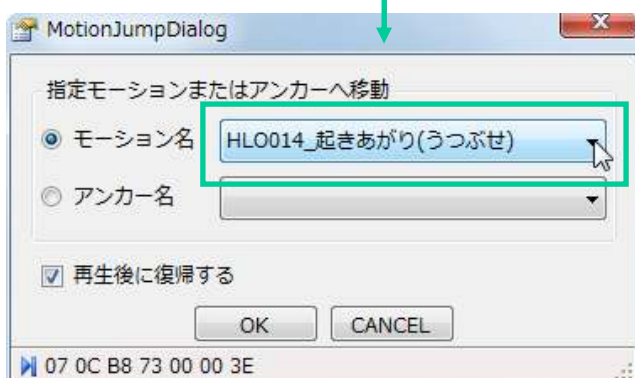 MotionJumpDialog
指定モーションまたはアンカーへ移動
モーション名 HLO014_起きあがり(うつぶせ)
アンカー名
再生後に復帰する
OK CANCEL
07 0C B8 73 00 00 3E